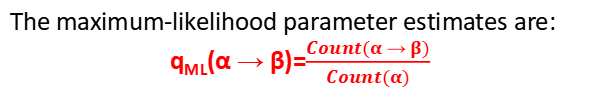 The maximum-likelihood parameter estimates are:
qML(α → β)=Count(α → β)
Count(α)